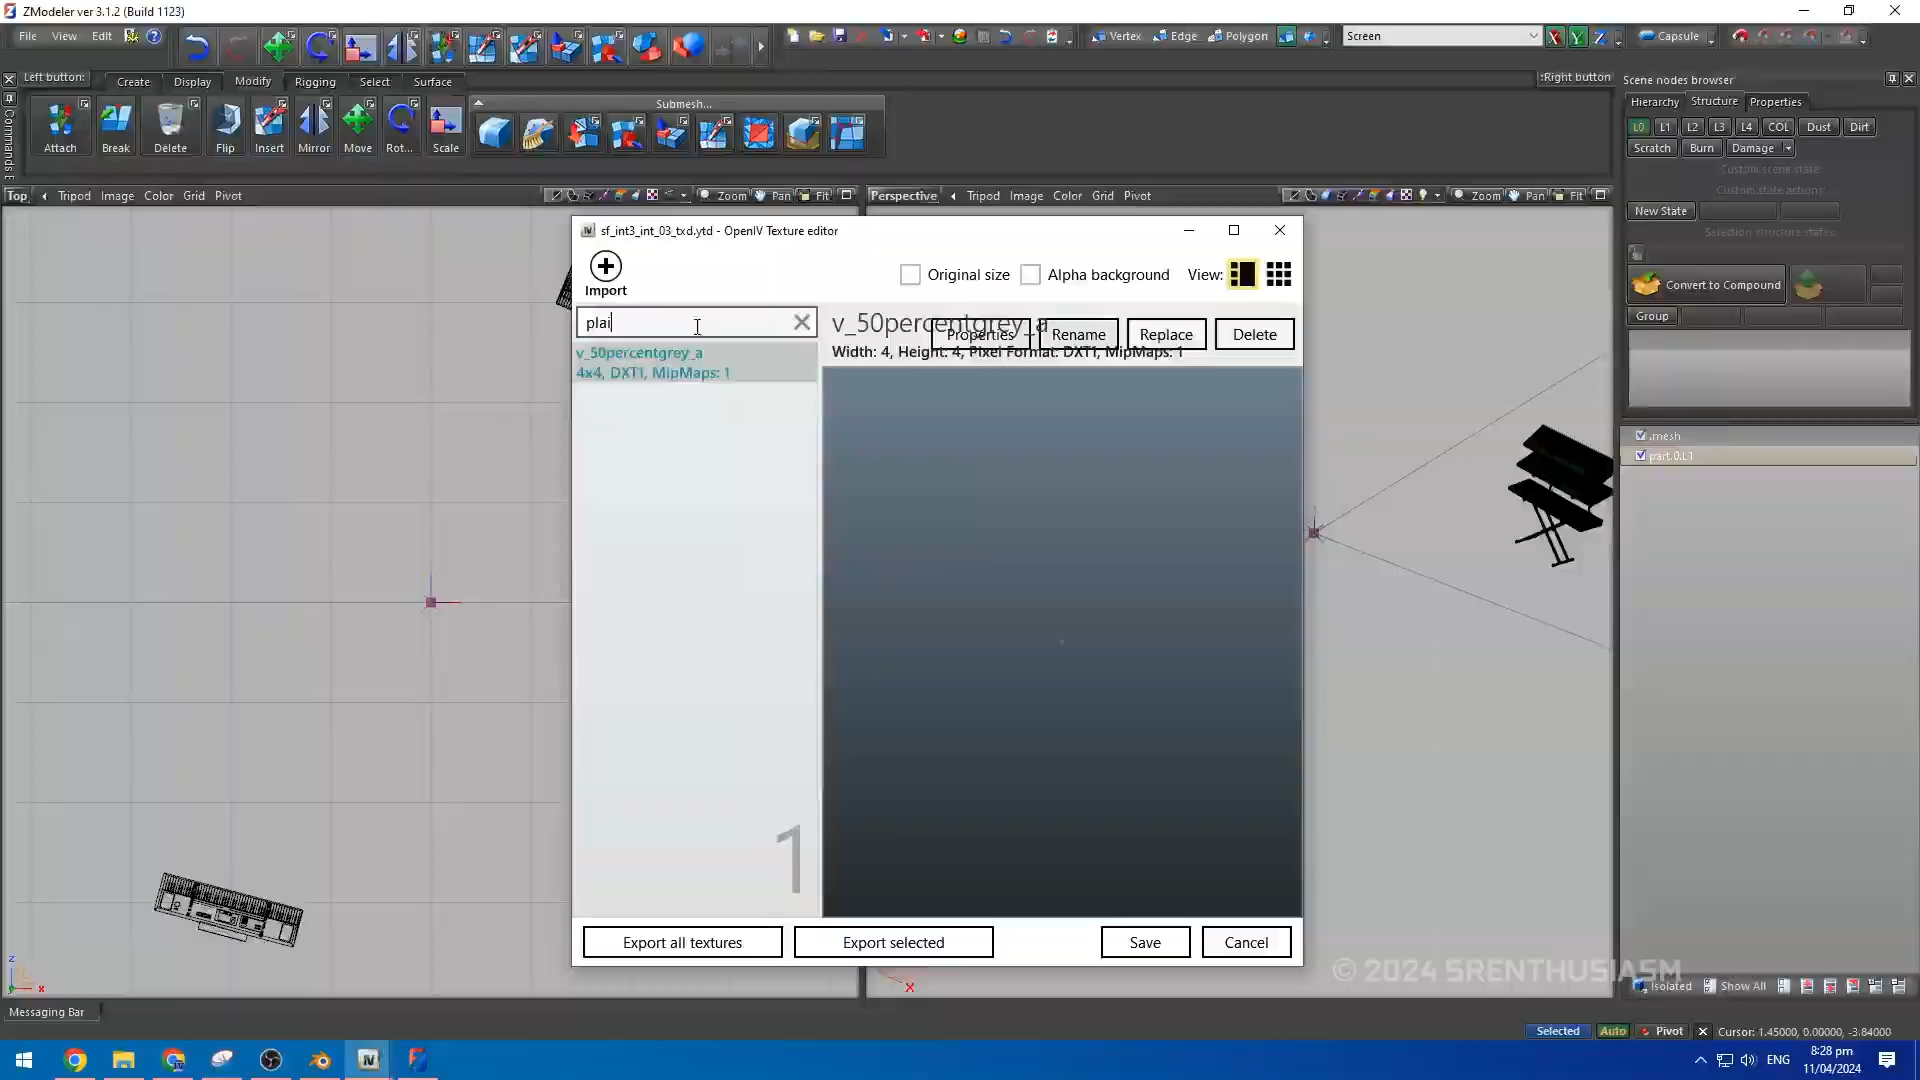 ZModeler ver 3.1.2 (Build 1123)
File View Edit
Vertex Edge Polygon Screen X Y Z Capsule
Left button: Create Display Modify Rigging Select Surface :Right button
Scene nodes browser
Hierarchy Structure Properties
Submesh...
Attach Break Delete Flip Insert Mirror Move Rot... Scale
L0 L1 L2 L3 L4 COL Dust Dirt
Scratch Burn Damage
Custom scene state:
Custom state actions:
New State
Selection structure states:
Convert to Compound
Group
Top Tripod Image Color Grid Pivot Zoom Pan Fit
Perspective Tripod Image Color Grid Pivot Zoom Pan Fit
sf_int3_int_03_txd.ytd - OpenIV Texture editor
Import
Original size Alpha background View:
plai
v_50percentgrey_a
Properties Rename Replace Delete
Width: 4, Height: 4, Pixel Format: DXT1, MipMaps: 1
v_50percentgrey_a
4x4, DXT1, MipMaps: 1
1
Export all textures Export selected Save Cancel
.mesh
part.0.L1
z
x
x
© 2024 SRENTHUSIASM
Isolated Show All
Messaging Bar
Selected Auto Pivot Cursor: 1.45000, 0.00000, -3.84000
ENG
8:28 pm
11/04/2024